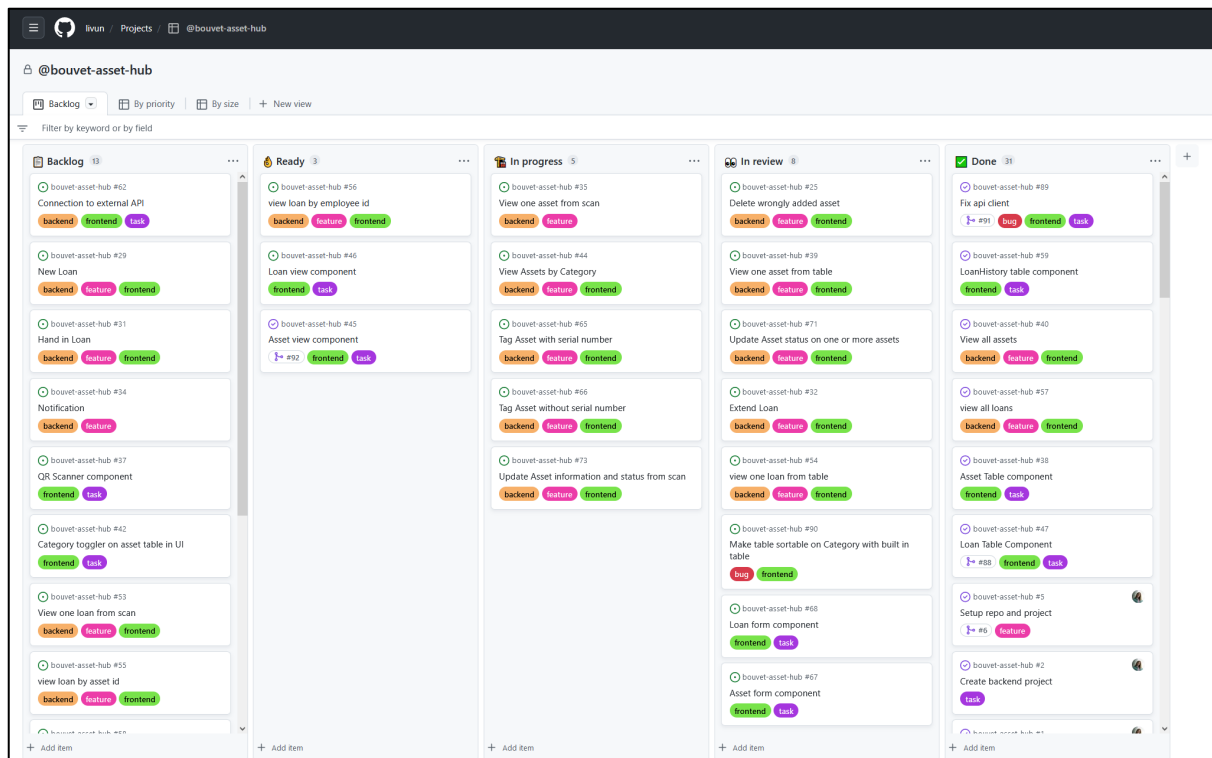 livun / Projects / @bouvet-asset-hub
@bouvet-asset-hub
Backlog By priority By size + New view
Filter by keyword or by field
Backlog 13
bouvet-asset-hub #62
Connection to external API
backend frontend task
bouvet-asset-hub #29
New Loan
backend feature frontend
bouvet-asset-hub #31
Hand in Loan
backend feature frontend
bouvet-asset-hub #34
Notification
backend feature
bouvet-asset-hub #37
QR Scanner component
frontend task
bouvet-asset-hub #42
Category toggler on asset table in UI
frontend task
bouvet-asset-hub #53
View one loan from scan
backend feature frontend
bouvet-asset-hub #55
view loan by asset id
backend feature frontend
+ Add item
Ready 3
bouvet-asset-hub #56
view loan by employee id
backend feature frontend
bouvet-asset-hub #46
Loan view component
frontend task
bouvet-asset-hub #45
Asset view component
#92 frontend task
+ Add item
In progress 5
bouvet-asset-hub #35
View one asset from scan
backend feature
bouvet-asset-hub #44
View Assets by Category
backend feature frontend
bouvet-asset-hub #65
Tag Asset with serial number
backend feature frontend
bouvet-asset-hub #66
Tag Asset without serial number
backend feature frontend
bouvet-asset-hub #73
Update Asset information and status from scan
backend feature frontend
+ Add item
In review 8
bouvet-asset-hub #25
Delete wrongly added asset
backend feature frontend
bouvet-asset-hub #39
View one asset from table
backend feature frontend
bouvet-asset-hub #71
Update Asset status on one or more assets
backend feature frontend
bouvet-asset-hub #32
Extend Loan
backend feature frontend
bouvet-asset-hub #54
view one loan from table
backend feature frontend
bouvet-asset-hub #90
Make table sortable on Category with built in
table
bug frontend
bouvet-asset-hub #68
Loan form component
frontend task
bouvet-asset-hub #67
Asset form component
frontend task
+ Add item
Done 31
bouvet-asset-hub #89
Fix api client
#91 bug frontend task
bouvet-asset-hub #59
LoanHistory table component
frontend task
bouvet-asset-hub #40
View all assets
backend feature frontend
bouvet-asset-hub #57
view all loans
backend feature frontend
bouvet-asset-hub #38
Asset Table component
frontend task
bouvet-asset-hub #47
Loan Table Component
#88 frontend task
bouvet-asset-hub #5
Setup repo and project
#6 feature
bouvet-asset-hub #2
Create backend project
task
+ Add item